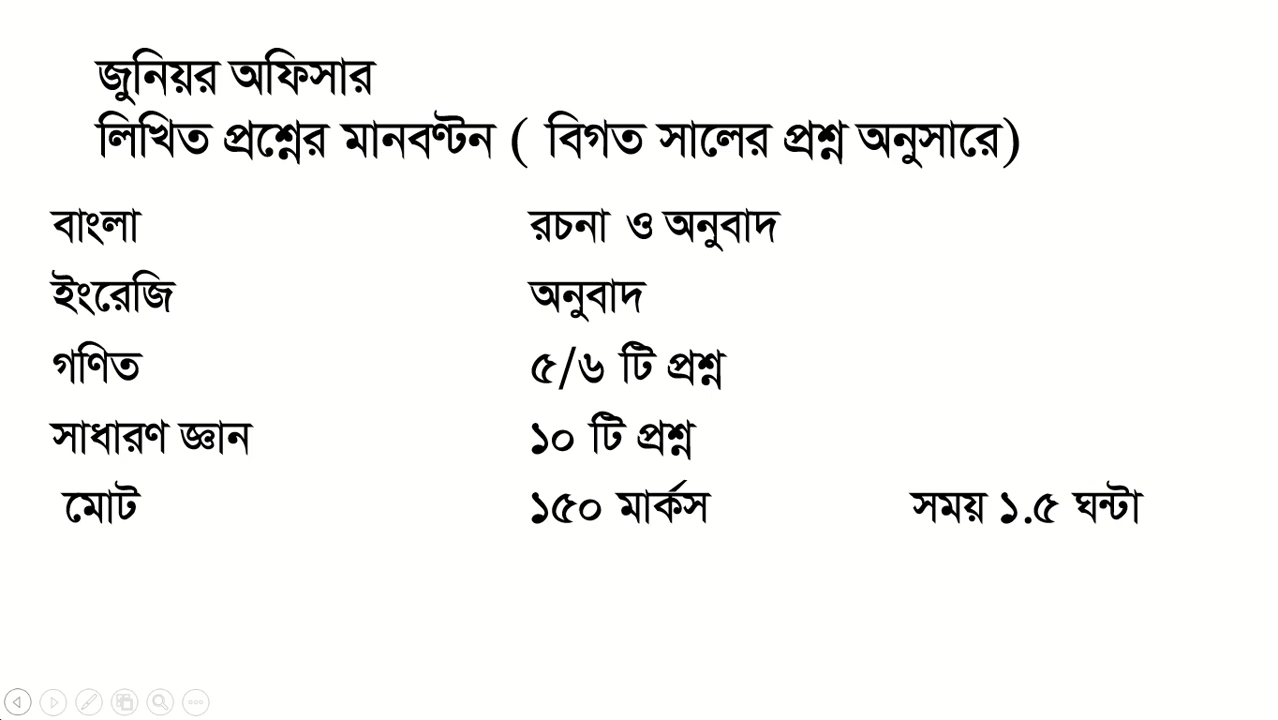 জুনিয়র অফিসার
লিখিত প্রশ্নের মানবণ্টন ( বিগত সালের প্রশ্ন অনুসারে)
বাংলা রচনা ও অনুবাদ
ইংরেজি অনুবাদ
গণিত ৫/৬ টি প্রশ্ন
সাধারণ জ্ঞান ১০ টি প্রশ্ন
মোট ১৫০ মার্কস সময় ১.৫ ঘন্টা